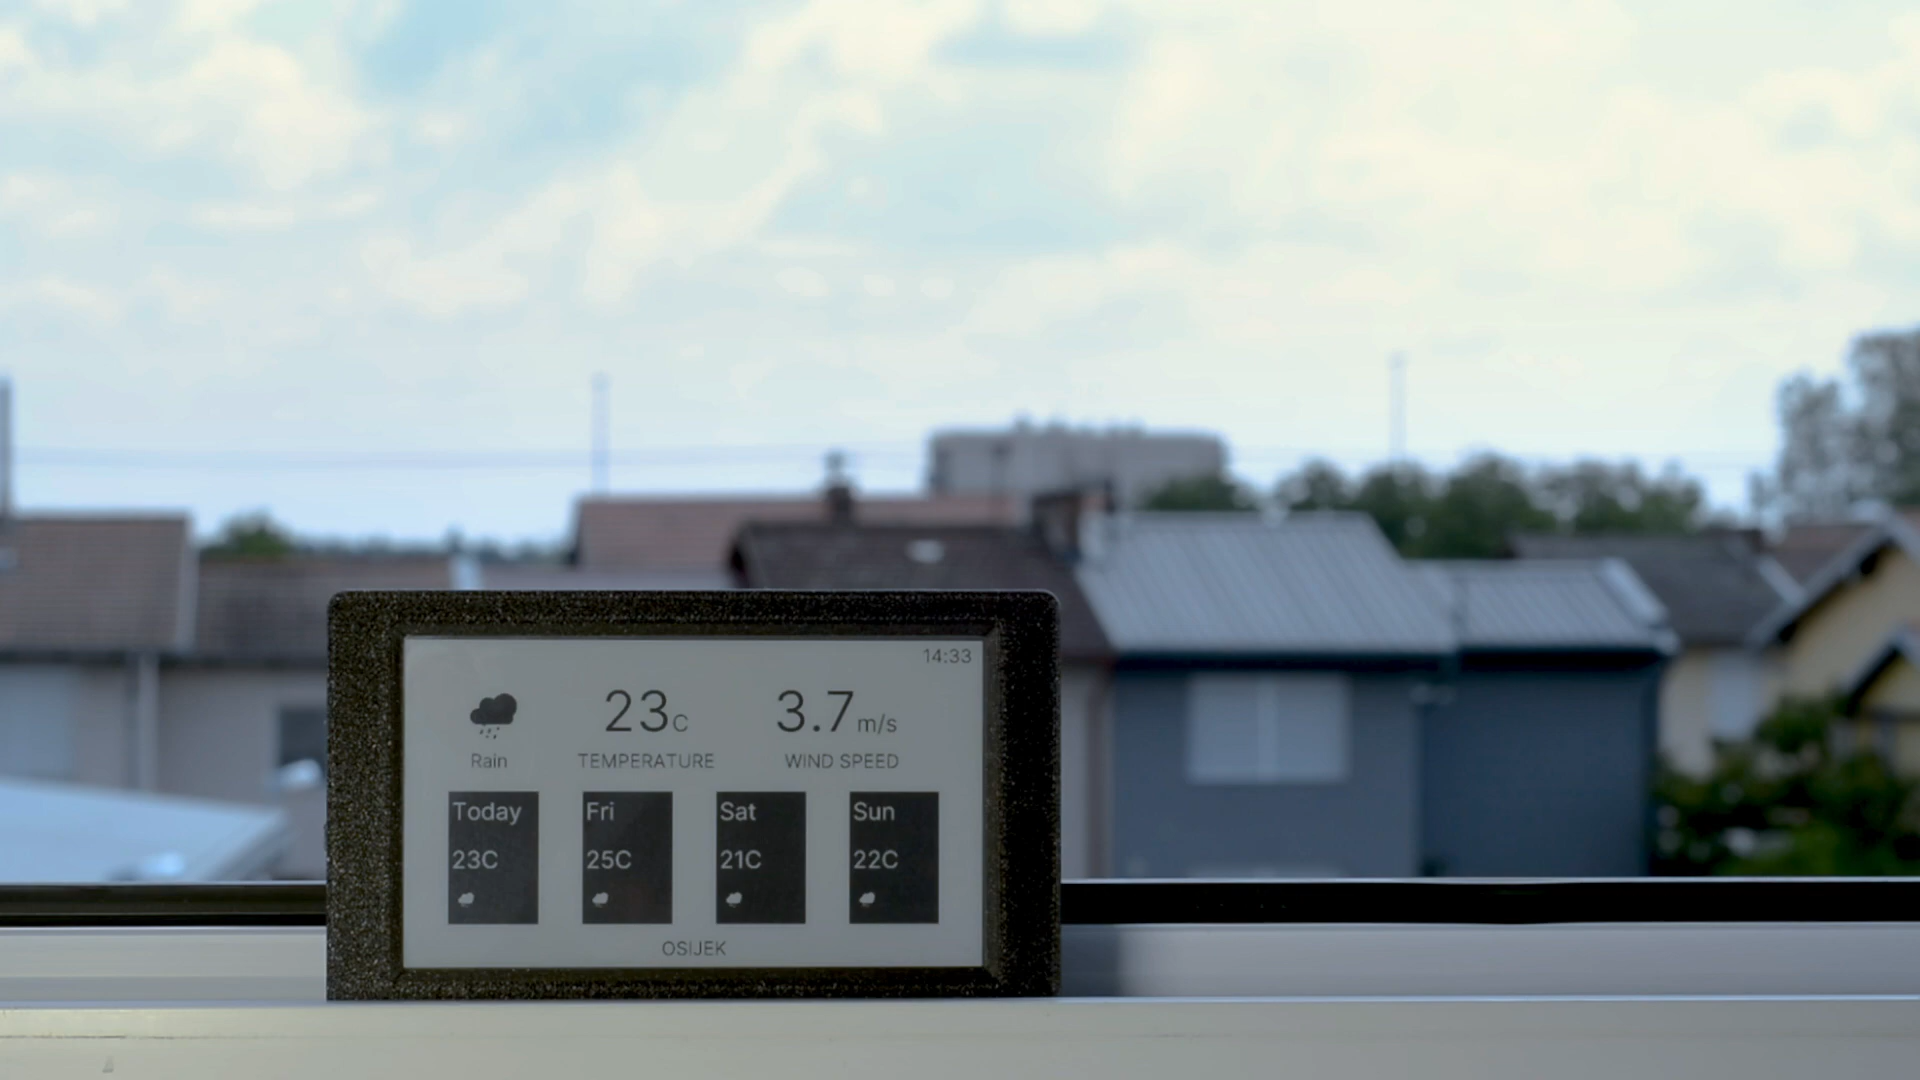 14:33
23C 3.7m/s
Rain TEMPERATURE WIND SPEED
Today Fri Sat Sun
23C 25C 21C 22C
OSIJEK